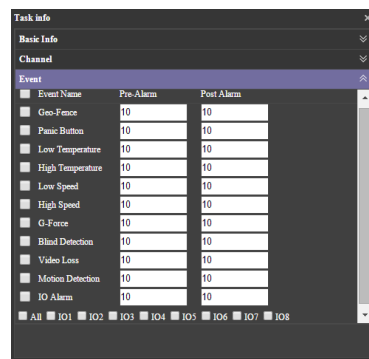 Task info ×
Basic Info
Channel
Event
Event Name Pre-Alarm Post Alarm
Geo-Fence 10 10
Panic Button 10 10
Low Temperature 10 10
High Temperature 10 10
Low Speed 10 10
High Speed 10 10
G-Force 10 10
Blind Detection 10 10
Video Loss 10 10
Motion Detection 10 10
IO Alarm 10 10
All IO1 IO2 IO3 IO4 IO5 IO6 IO7 IO8